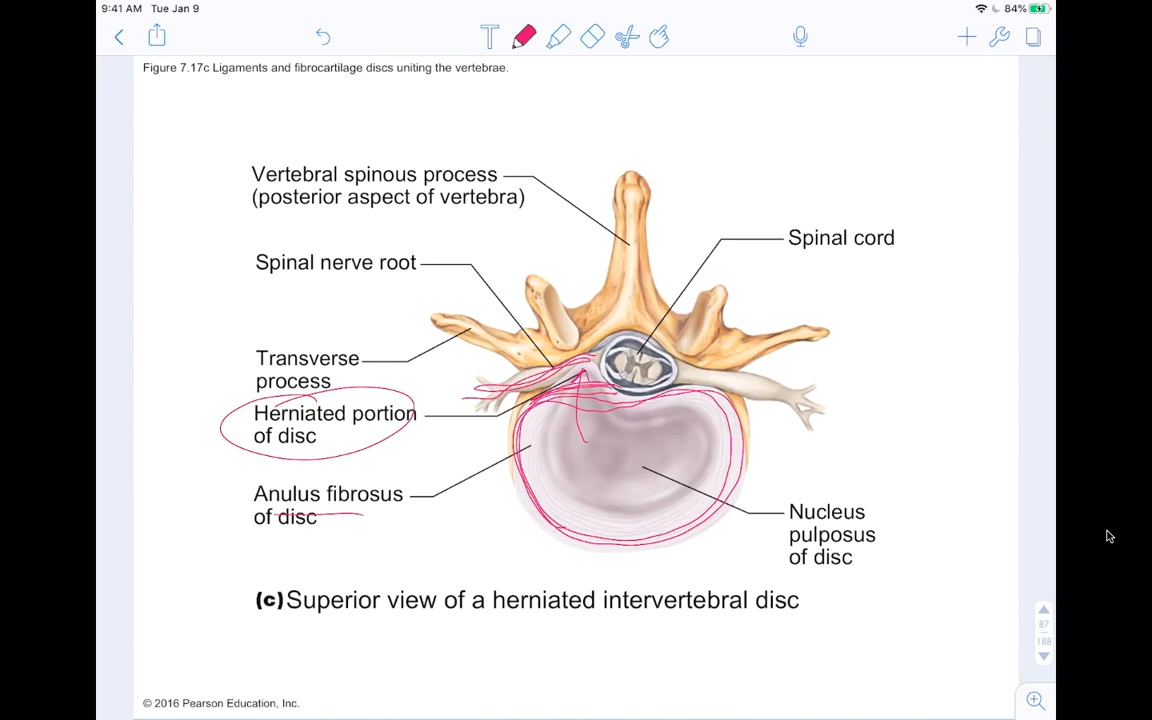 9:41 AM Tue Jan 9
84%
T
Figure 7.17c Ligaments and fibrocartilage discs uniting the vertebrae.
Vertebral spinous process
(posterior aspect of vertebra)
Spinal cord
Spinal nerve root
Transverse
process
Herniated portion
of disc
Anulus fibrosus
of disc
Nucleus
pulposus
of disc
(c) Superior view of a herniated intervertebral disc
87
188
© 2016 Pearson Education, Inc.